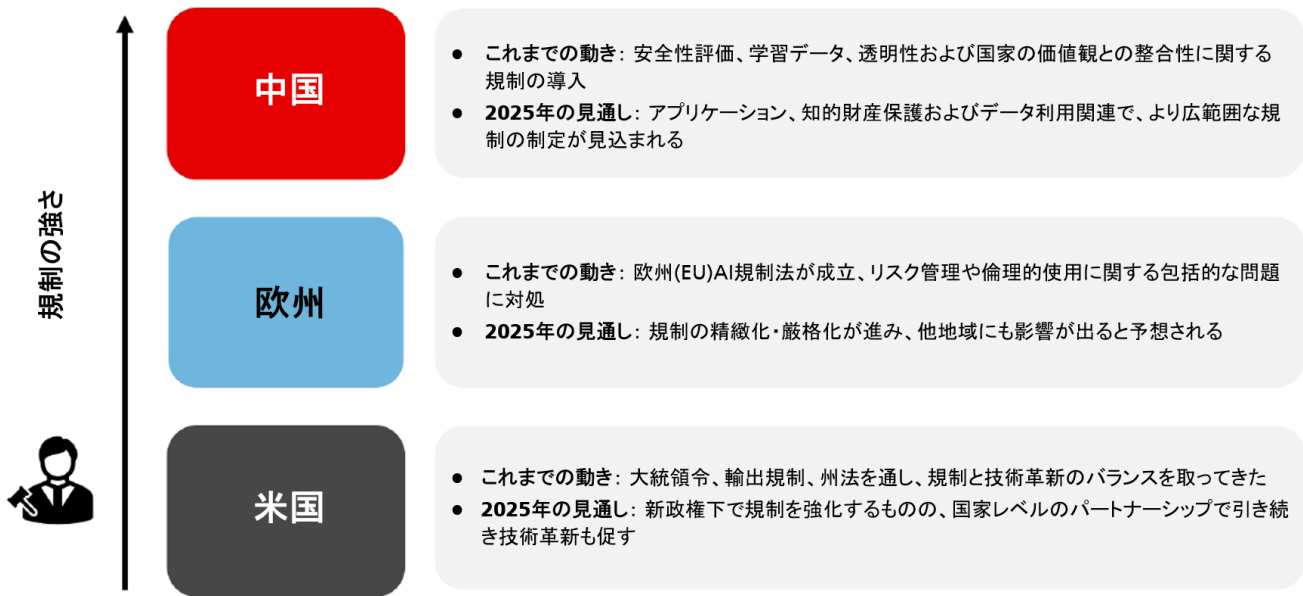 規制の強さ
中国
● これまでの動き: 安全性評価、学習データ、透明性および国家の価値観との整合性に関する
規制の導入
● 2025年の見通し: アプリケーション、知的財産保護およびデータ利用関連で、より広範囲な規
制の制定が見込まれる
欧州
● これまでの動き: 欧州(EU)AI規制法が成立、リスク管理や倫理的使用に関する包括的な問題
に対処
● 2025年の見通し: 規制の精緻化・厳格化が進み、他地域にも影響が出ると予想される
米国
● これまでの動き: 大統領令、輸出規制、州法を通し、規制と技術革新のバランスを取ってきた
● 2025年の見通し: 新政権下で規制を強化するものの、国家レベルのパートナーシップで引き続
き技術革新も促す